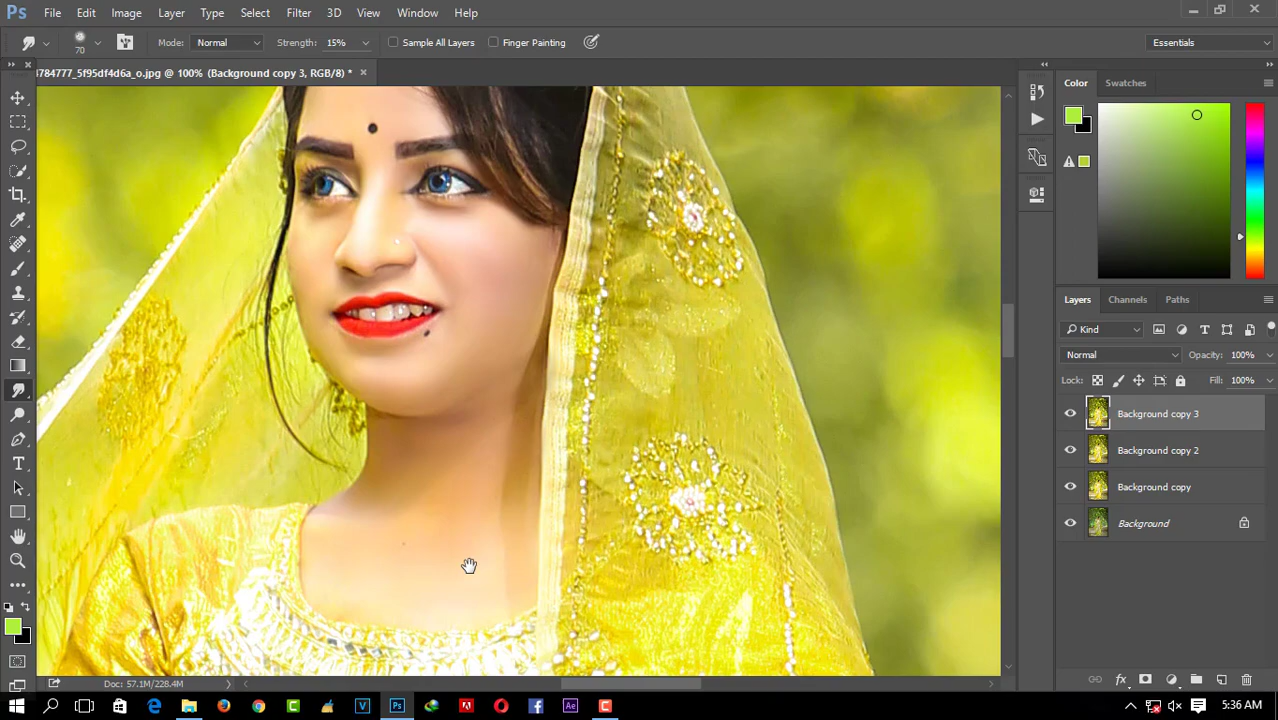 Ps File Edit Image Layer Type Select Filter 3D View Window Help
70 Mode: Normal Strength: 15% Sample All Layers Finger Painting Essentials
4784777_5f95df4d6a_o.jpg @ 100% (Background copy 3, RGB/8) *
Color Swatches
Layers Channels Paths
Kind
Normal Opacity: 100%
Lock: Fill: 100%
Background copy 3
Background copy 2
Background copy
Background
100% Doc: 57.1M/228.4M
5:36 AM